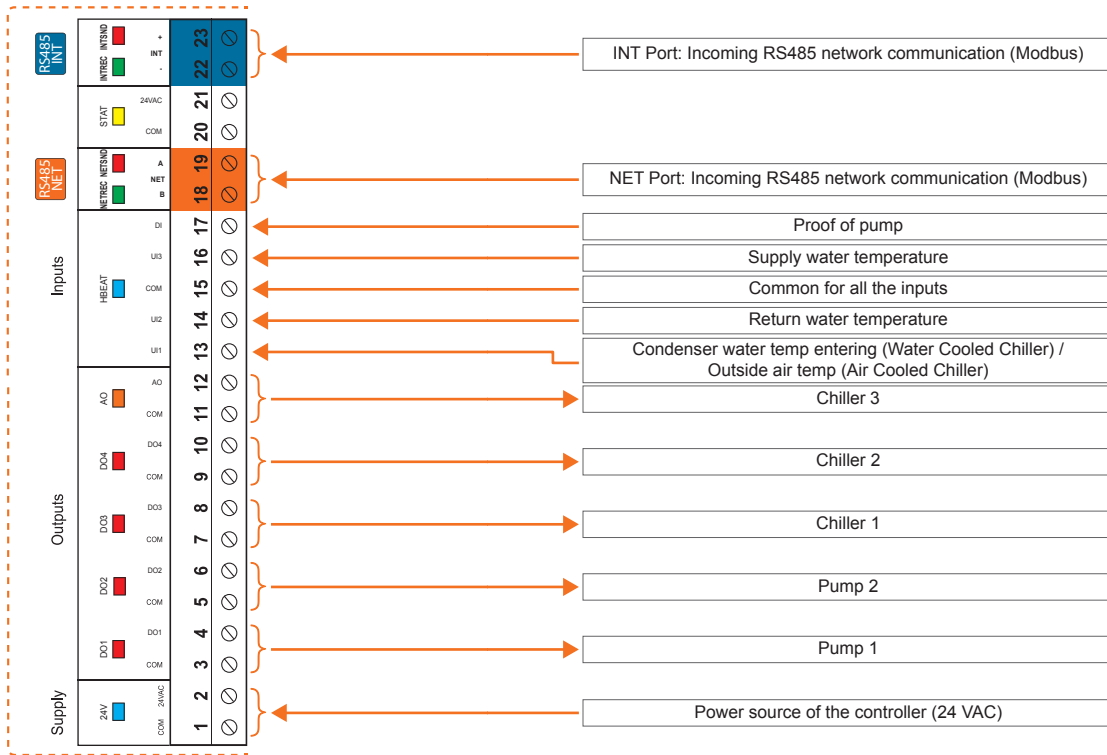 RS485
INT
INTREC INTSND
+
INT
-
23
22
INT Port: Incoming RS485 network communication (Modbus)
STAT
24VAC
COM
21
20
RS485
NET
NETREC NETSND
A
NET
B
19
18
NET Port: Incoming RS485 network communication (Modbus)
Inputs
HBEAT
DI
17
Proof of pump
UI3
16
Supply water temperature
COM
15
Common for all the inputs
UI2
14
Return water temperature
UI1
13
Condenser water temp entering (Water Cooled Chiller) /
Outside air temp (Air Cooled Chiller)
Outputs
AO
AO
12
COM
11
Chiller 3
DO4
DO4
10
COM
9
Chiller 2
DO3
DO3
8
COM
7
Chiller 1
DO2
DO2
6
COM
5
Pump 2
DO1
DO1
4
COM
3
Pump 1
Supply
24V
24VAC
2
COM
1
Power source of the controller (24 VAC)